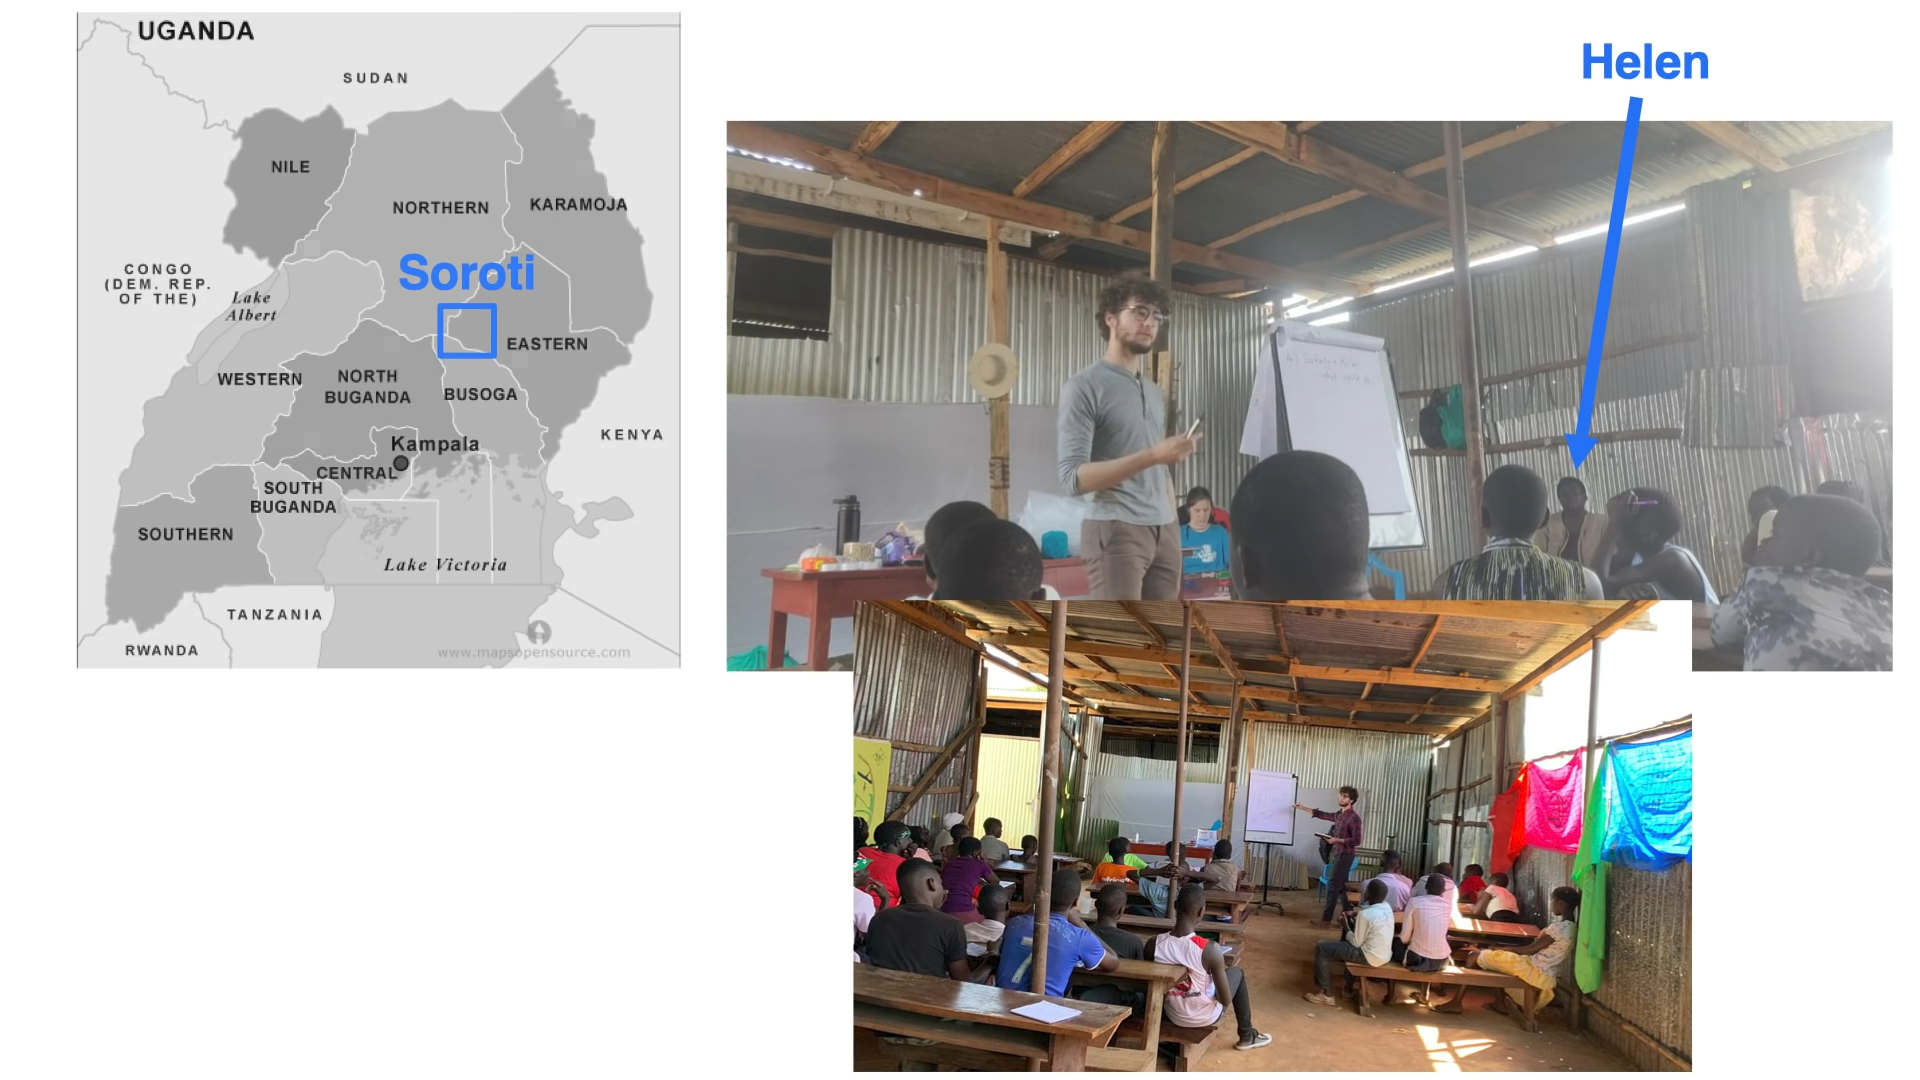 UGANDA
SUDAN
NILE
NORTHERN
KARAMOJA
Soroti
CONGO
(DEM. REP.
OF THE)
Lake
Albert
EASTERN
WESTERN
NORTH
BUGANDA
BUSOGA
KENYA
Kampala
CENTRAL
SOUTH
BUGANDA
SOUTHERN
Lake Victoria
TANZANIA
RWANDA
www.mapsopensource.com
Helen
7